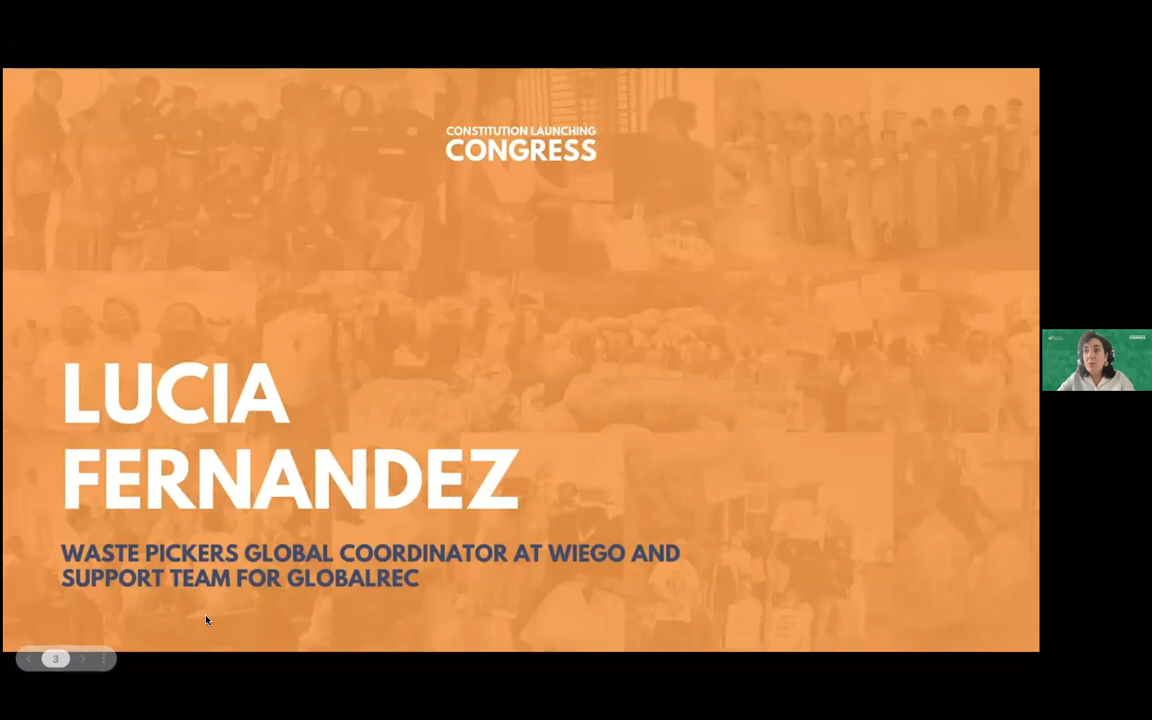 CONSTITUTION LAUNCHING
CONGRESS
LUCIA
FERNANDEZ
WASTE PICKERS GLOBAL COORDINATOR AT WIEGO AND
SUPPORT TEAM FOR GLOBALREC
3